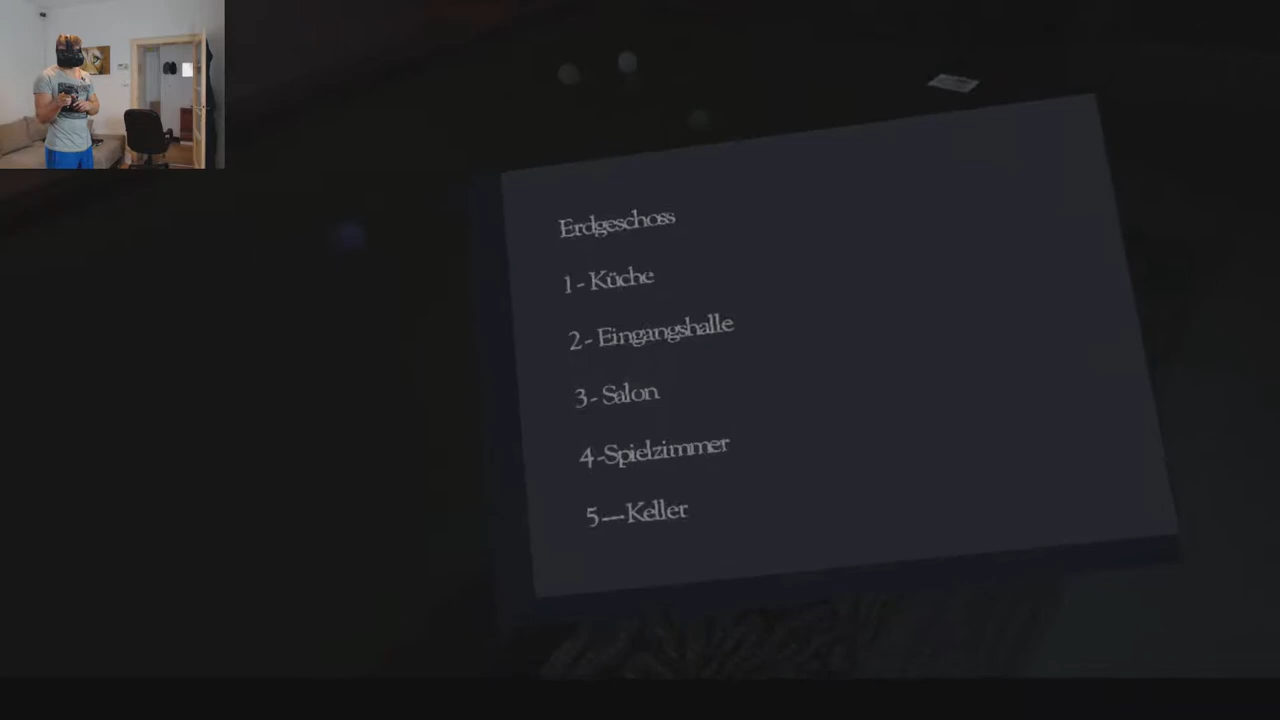 Erdgeschoss
1 - Küche
2 - Eingangshalle
3 - Salon
4 -Spielzimmer
5 ---Keller